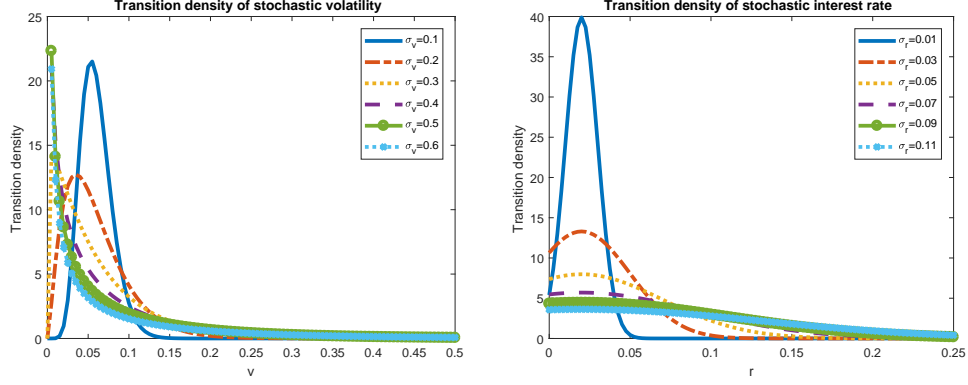 Transition density of stochastic volatility
25
20
15
10
5
0
Transition density
0
0.05
0.1
0.15
0.2
0.25
0.3
0.35
0.4
0.45
0.5
v
σv=0.1
σv=0.2
σv=0.3
σv=0.4
σv=0.5
σv=0.6
Transition density of stochastic interest rate
40
35
30
25
20
15
10
5
0
Transition density
0
0.05
0.1
0.15
0.2
0.25
r
σr=0.01
σr=0.03
σr=0.05
σr=0.07
σr=0.09
σr=0.11